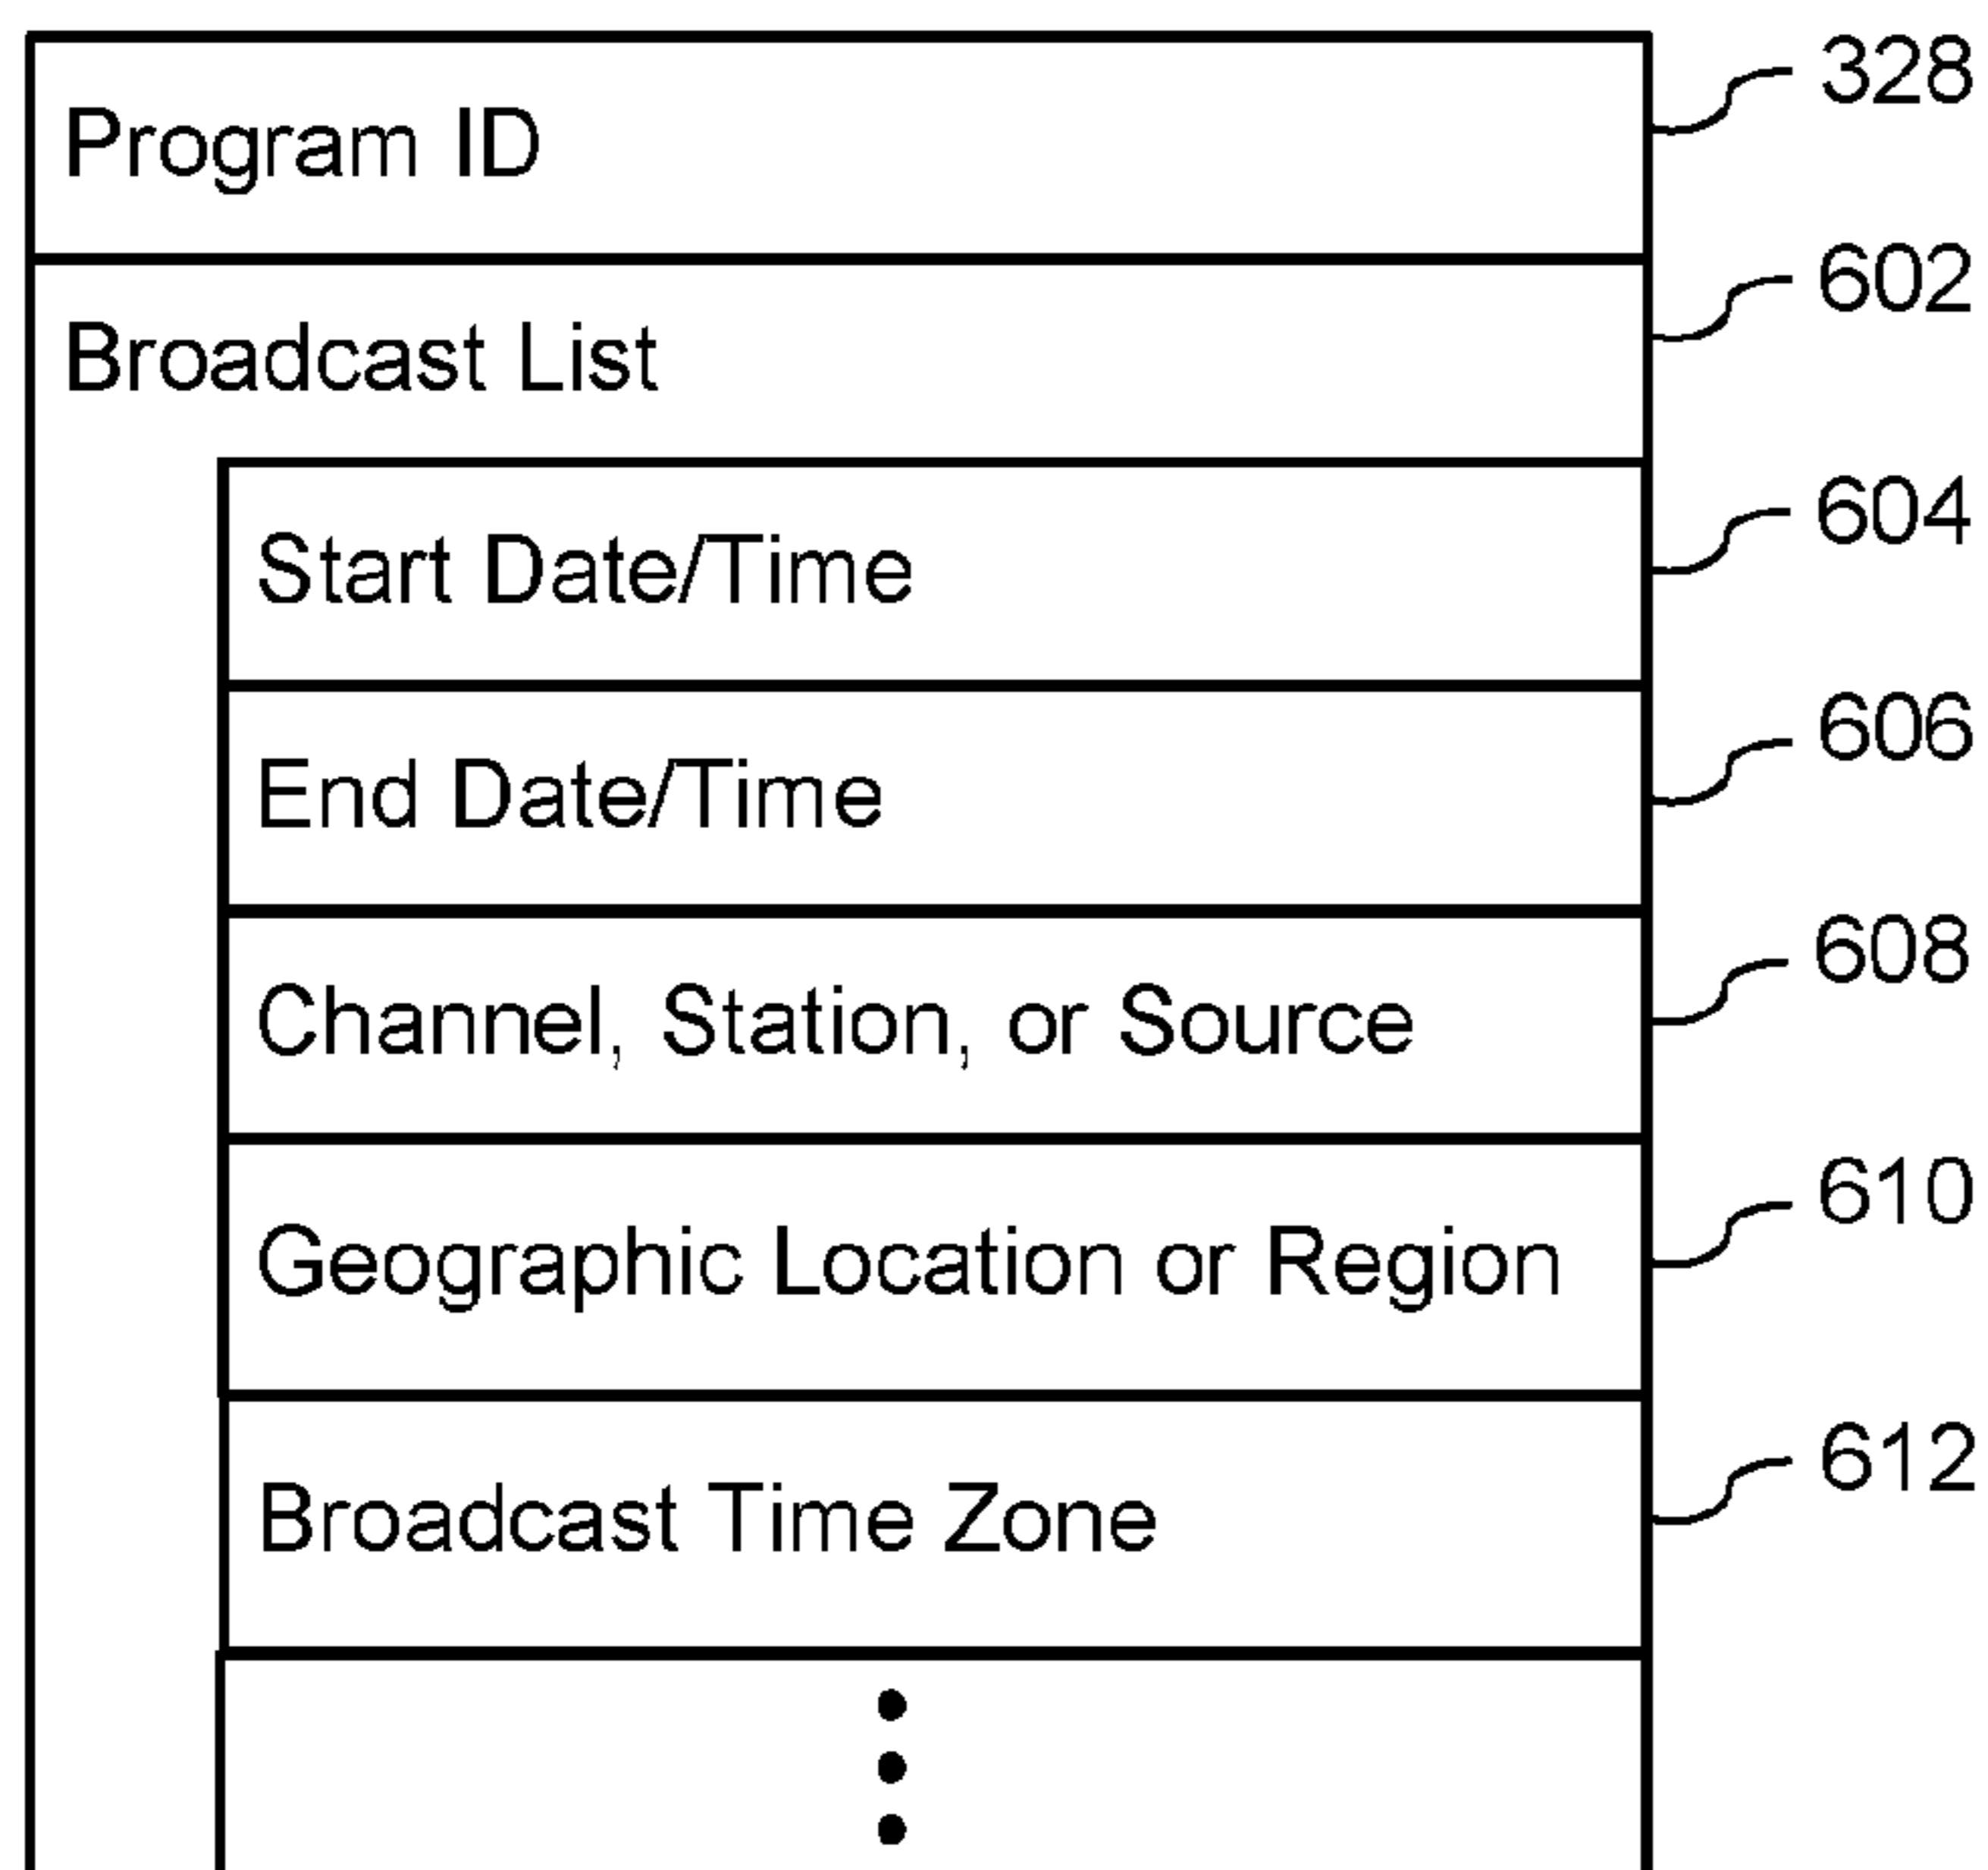 Program ID 328
Broadcast List 602
Start Date/Time 604
End Date/Time 606
Channel, Station, or Source 608
Geographic Location or Region 610
Broadcast Time Zone 612